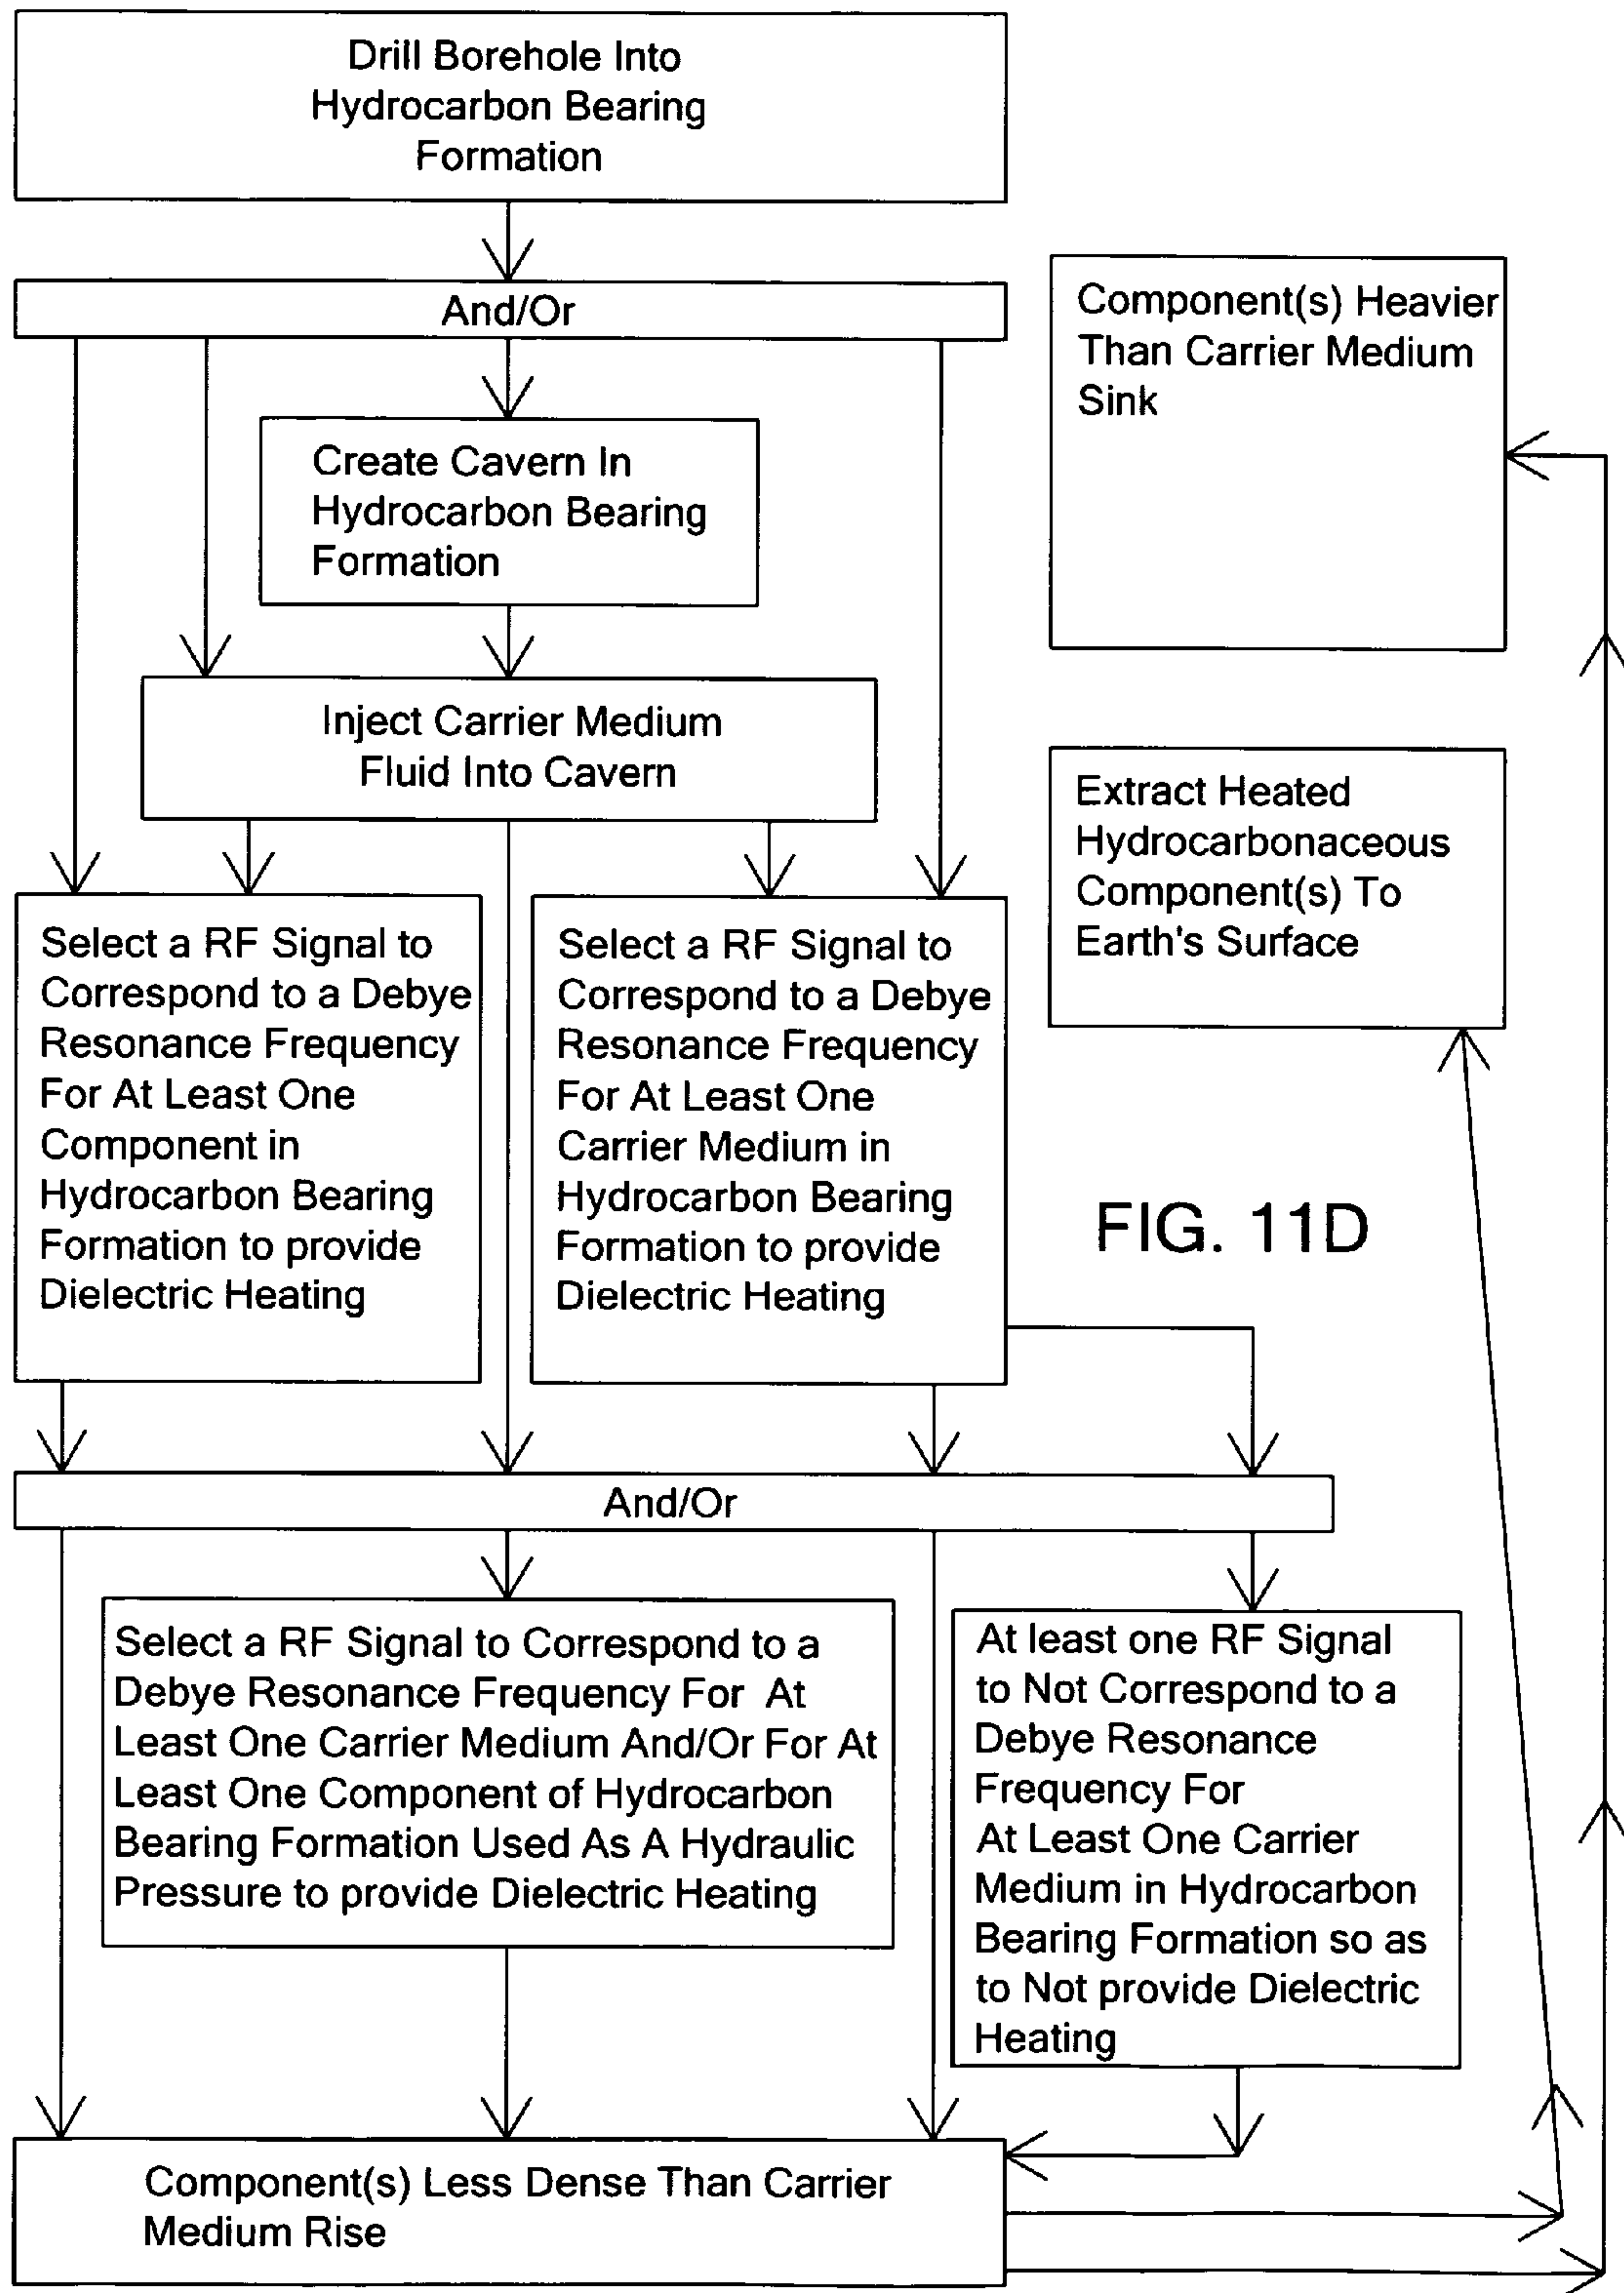 Drill Borehole Into
Hydrocarbon Bearing
Formation
And/Or
Create Cavern In
Hydrocarbon Bearing
Formation
Inject Carrier Medium
Fluid Into Cavern
Select a RF Signal to
Correspond to a Debye
Resonance Frequency
For At Least One
Component in
Hydrocarbon Bearing
Formation to provide
Dielectric Heating
Select a RF Signal to
Correspond to a Debye
Resonance Frequency
For At Least One
Carrier Medium in
Hydrocarbon Bearing
Formation to provide
Dielectric Heating
And/Or
Select a RF Signal to Correspond to a
Debye Resonance Frequency For At
Least One Carrier Medium And/Or For At
Least One Component of Hydrocarbon
Bearing Formation Used As A Hydraulic
Pressure to provide Dielectric Heating
At least one RF Signal
to Not Correspond to a
Debye Resonance
Frequency For
At Least One Carrier
Medium in Hydrocarbon
Bearing Formation so as
to Not provide Dielectric
Heating
Component(s) Less Dense Than Carrier
Medium Rise
Component(s) Heavier
Than Carrier Medium
Sink
Extract Heated
Hydrocarbonaceous
Component(s) To
Earth's Surface
FIG. 11D